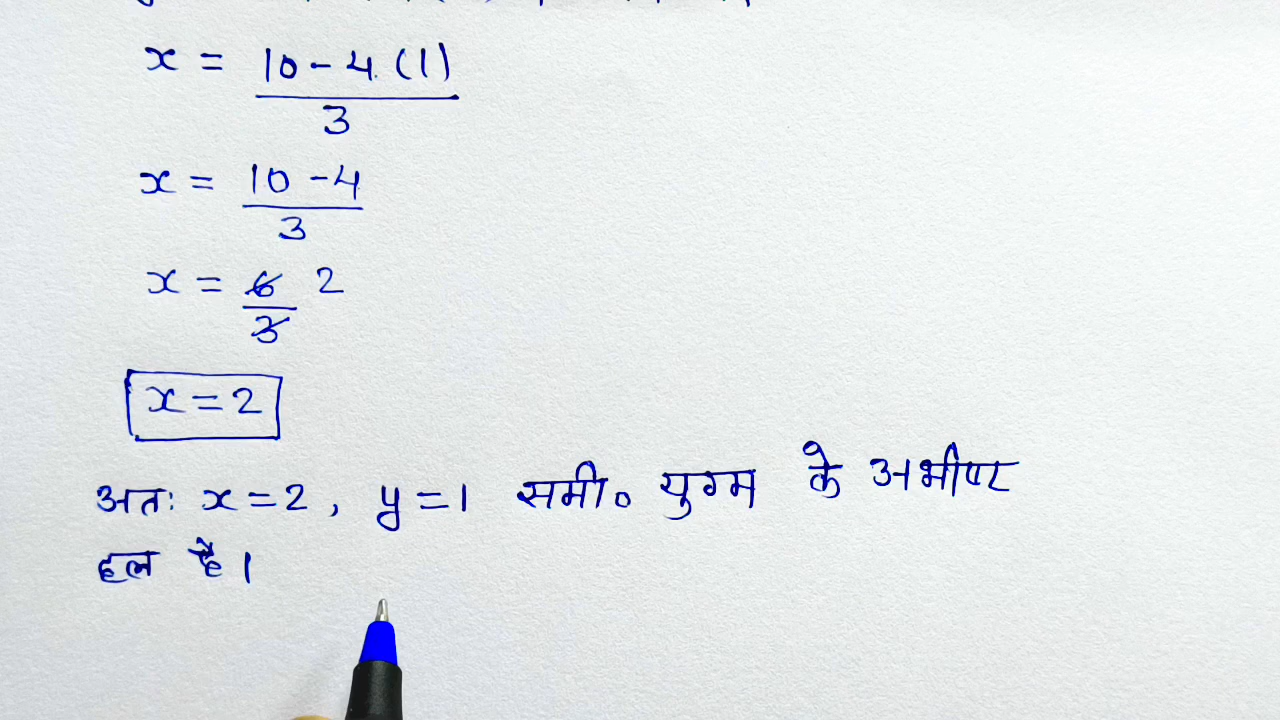 x = 10 - 4.(1) / 3
x = 10 - 4 / 3
x = 6 / 3 2
x = 2
अतः x = 2, y = 1 समी० युग्म के अभीष्ट
हल है।